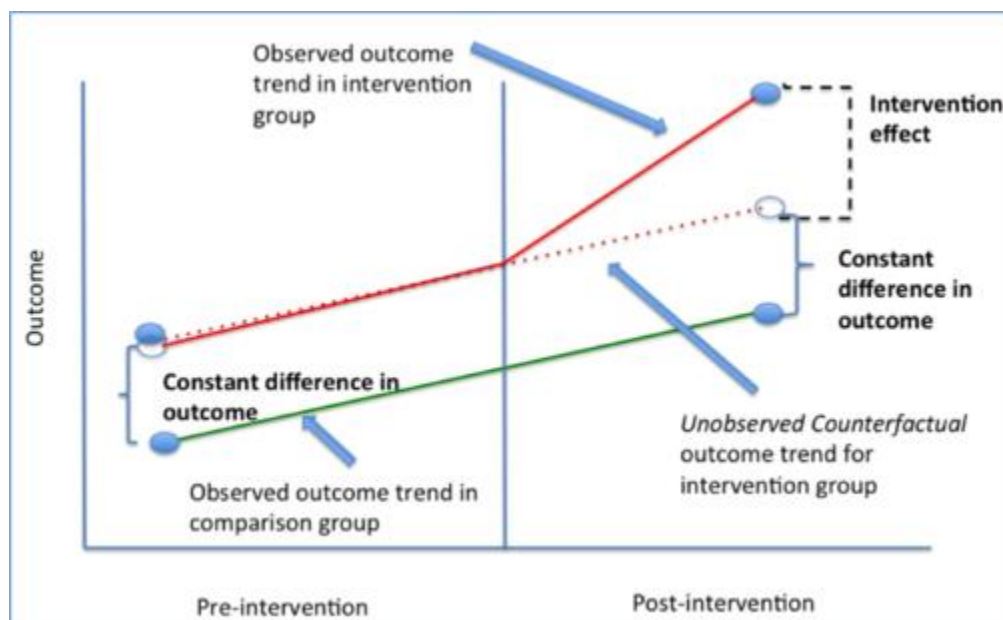 Observed outcome
trend in intervention
group
Intervention
effect
Outcome
Constant
difference in
outcome
Constant difference in
outcome
Unobserved Counterfactual
outcome trend for
intervention group
Observed outcome trend in
comparison group
Pre-intervention
Post-intervention